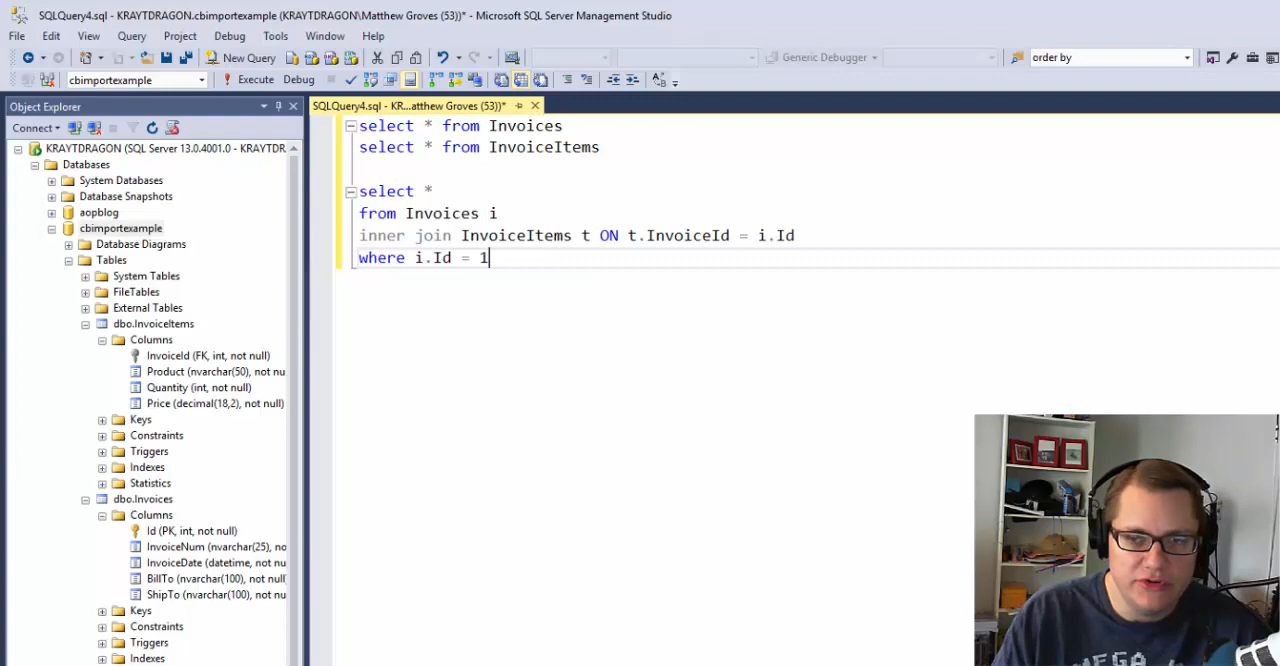 SQLQuery4.sql - KRAYTDRAGON.cbimportexample (KRAYTDRAGON\Matthew Groves (53))* - Microsoft SQL Server Management Studio
File Edit View Query Project Debug Tools Window Help
New Query Generic Debugger order by
cbimportexample Execute Debug
Object Explorer
SQLQuery4.sql - KR...atthew Groves (53))*
Connect
KRAYTDRAGON (SQL Server 13.0.4001.0 - KRAYTDR
Databases
System Databases
Database Snapshots
aopblog
cbimportexample
Database Diagrams
Tables
System Tables
FileTables
External Tables
dbo.InvoiceItems
Columns
InvoiceId (FK, int, not null)
Product (nvarchar(50), not nu
Quantity (int, not null)
Price (decimal(18,2), not null)
Keys
Constraints
Triggers
Indexes
Statistics
dbo.Invoices
Columns
Id (PK, int, not null)
InvoiceNum (nvarchar(25), no
InvoiceDate (datetime, not nu
BillTo (nvarchar(100), not null
ShipTo (nvarchar(100), not nu
Keys
Constraints
Triggers
Indexes
select * from Invoices
select * from InvoiceItems
select *
from Invoices i
inner join InvoiceItems t ON t.InvoiceId = i.Id
where i.Id = 1